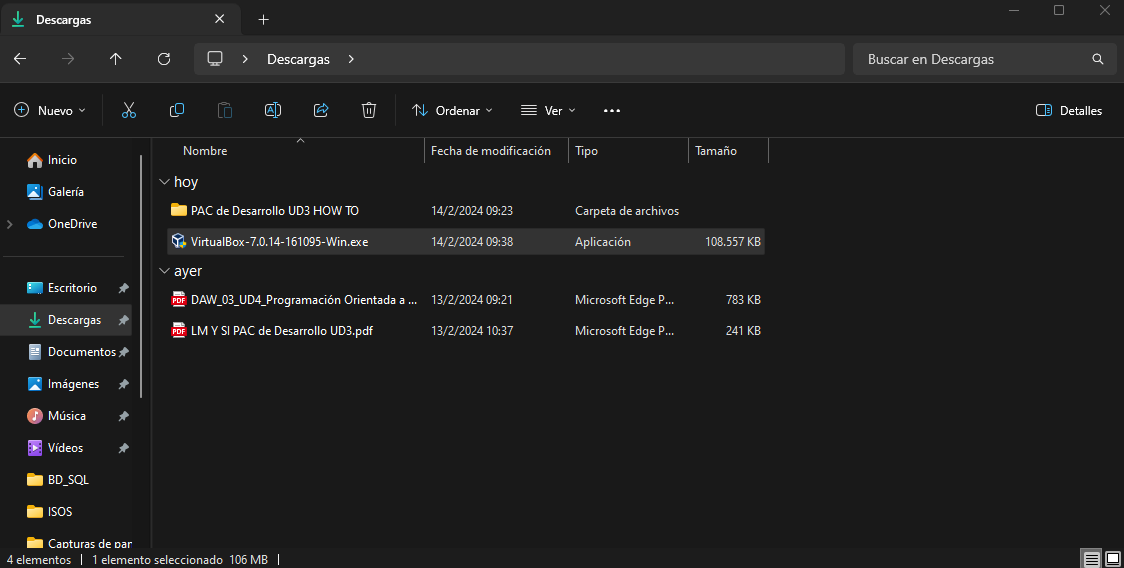 Descargas
Descargas
Buscar en Descargas
Nuevo
Ordenar
Ver
Detalles
Inicio
Galería
OneDrive
Escritorio
Descargas
Documentos
Imágenes
Música
Vídeos
BD_SQL
ISOS
Capturas de par
Nombre Fecha de modificación Tipo Tamaño
hoy
PAC de Desarrollo UD3 HOW TO 14/2/2024 09:23 Carpeta de archivos
VirtualBox-7.0.14-161095-Win.exe 14/2/2024 09:38 Aplicación 108.557 KB
ayer
PDF DAW_03_UD4_Programación Orientada a ... 13/2/2024 09:21 Microsoft Edge P... 783 KB
PDF LM Y SI PAC de Desarrollo UD3.pdf 13/2/2024 10:37 Microsoft Edge P... 241 KB
4 elementos 1 elemento seleccionado 106 MB